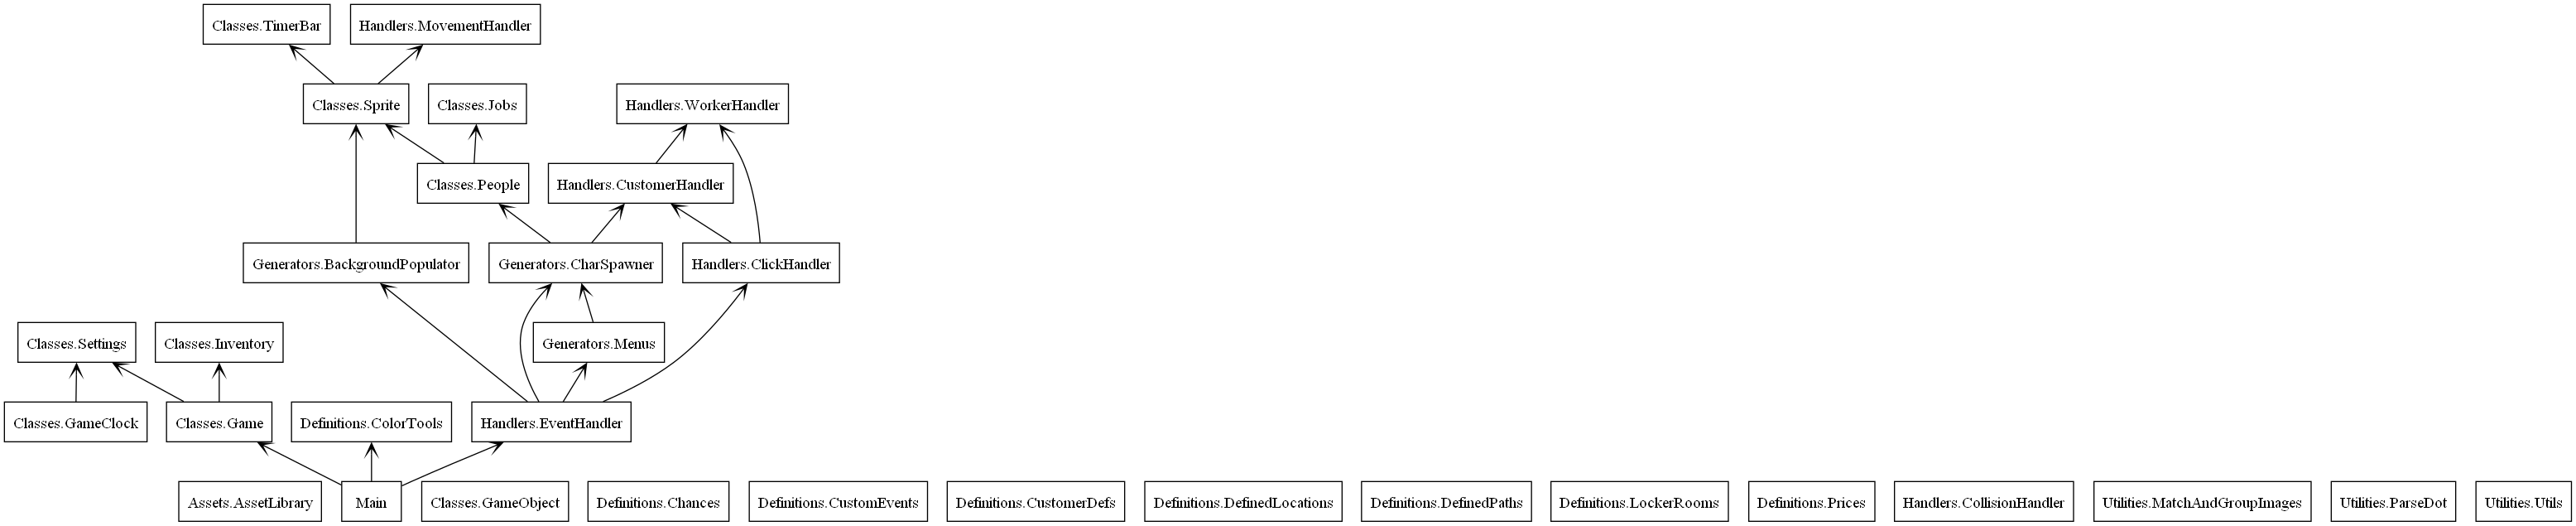 Classes.TimerBar
Handlers.MovementHandler
Classes.Sprite
Classes.Jobs
Handlers.WorkerHandler
Classes.People
Handlers.CustomerHandler
Generators.BackgroundPopulator
Generators.CharSpawner
Handlers.ClickHandler
Classes.Settings
Classes.Inventory
Generators.Menus
Classes.GameClock
Classes.Game
Definitions.ColorTools
Handlers.EventHandler
Assets.AssetLibrary
Main
Classes.GameObject
Definitions.Chances
Definitions.CustomEvents
Definitions.CustomerDefs
Definitions.DefinedLocations
Definitions.DefinedPaths
Definitions.LockerRooms
Definitions.Prices
Handlers.CollisionHandler
Utilities.MatchAndGroupImages
Utilities.ParseDot
Utilities.Utils